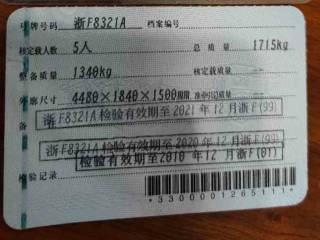 号牌号码 浙F8321A 档案编号
核定载人数 5人 总质量 1715kg
整备质量 1340kg 核定载质量 —
外廓尺寸 4480×1840×1500mm 准牵引总质量 —
备 浙F8321A检验有效期至2021年12月浙F(99)
浙F8321A检验有效期至2020年12月浙F(99)
检验有效期至2010年12月浙F(01)
检验记录
*3300001265111*